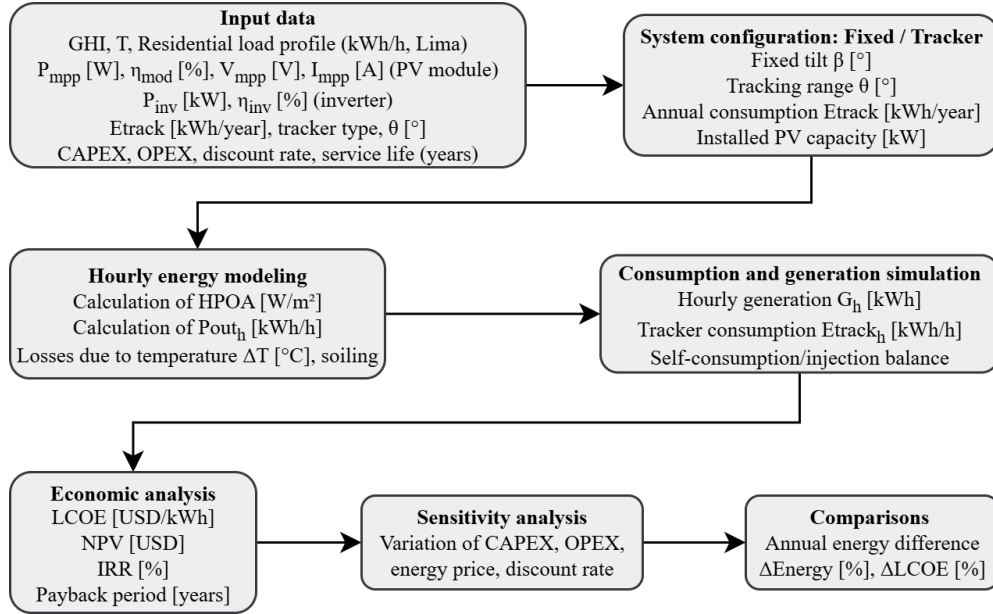 Input data
GHI, T, Residential load profile (kWh/h, Lima)
Pmpp [W], ηmod [%], Vmpp [V], Impp [A] (PV module)
Pinv [kW], ηinv [%] (inverter)
Etrack [kWh/year], tracker type, θ [°]
CAPEX, OPEX, discount rate, service life (years)
System configuration: Fixed / Tracker
Fixed tilt β [°]
Tracking range θ [°]
Annual consumption Etrack [kWh/year]
Installed PV capacity [kW]
Hourly energy modeling
Calculation of HPOA [W/m²]
Calculation of Pouth [kWh/h]
Losses due to temperature ΔT [°C], soiling
Consumption and generation simulation
Hourly generation Gh [kWh]
Tracker consumption Etrackh [kWh/h]
Self-consumption/injection balance
Economic analysis
LCOE [USD/kWh]
NPV [USD]
IRR [%]
Payback period [years]
Sensitivity analysis
Variation of CAPEX, OPEX,
energy price, discount rate
Comparisons
Annual energy difference
ΔEnergy [%], ΔLCOE [%]